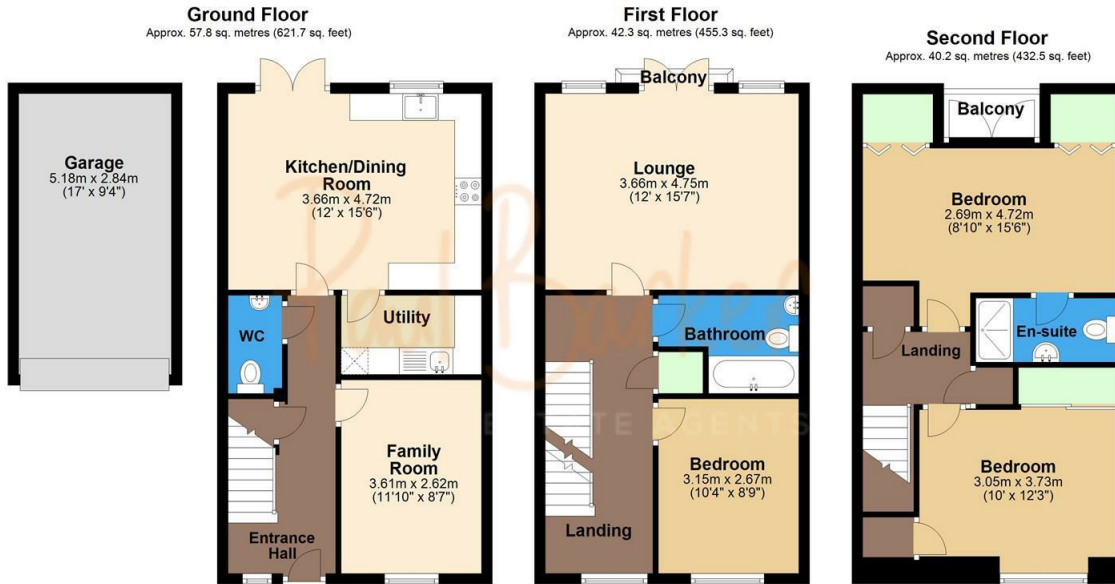 Ground Floor
Approx. 57.8 sq. metres (621.7 sq. feet)
Garage
5.18m x 2.84m
(17' x 9'4")
Kitchen/Dining
Room
3.66m x 4.72m
(12' x 15'6")
WC
Utility
Family
Room
3.61m x 2.62m
(11'10" x 8'7")
Entrance
Hall
First Floor
Approx. 42.3 sq. metres (455.3 sq. feet)
Balcony
Lounge
3.66m x 4.75m
(12' x 15'7")
Bathroom
Bedroom
3.15m x 2.67m
(10'4" x 8'9")
Landing
Second Floor
Approx. 40.2 sq. metres (432.5 sq. feet)
Balcony
Bedroom
2.69m x 4.72m
(8'10" x 15'6")
En-suite
Landing
Bedroom
3.05m x 3.73m
(10' x 12'3")
Paul Barker
ESTATE AGENTS